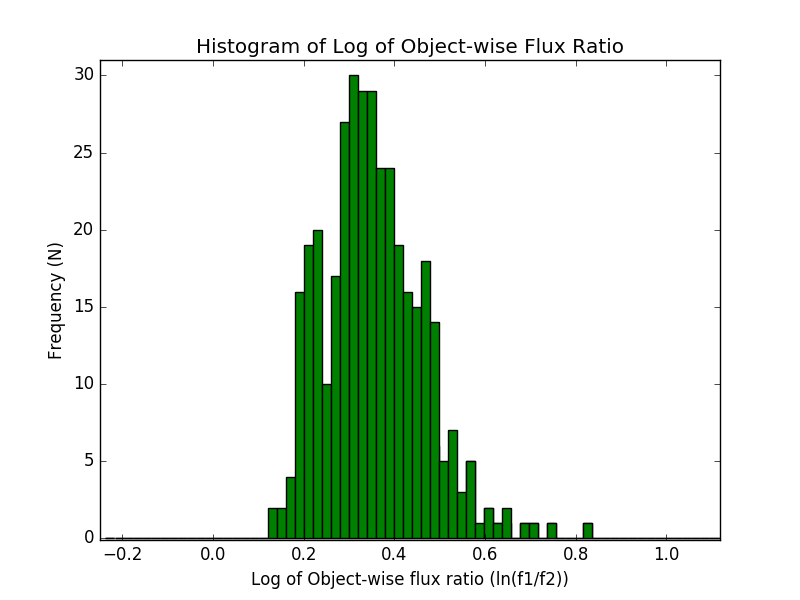 Histogram of Log of Object-wise Flux Ratio
30
25
20
15
10
5
0
Frequency (N)
−0.2 0.0 0.2 0.4 0.6 0.8 1.0
Log of Object-wise flux ratio (ln(f1/f2))